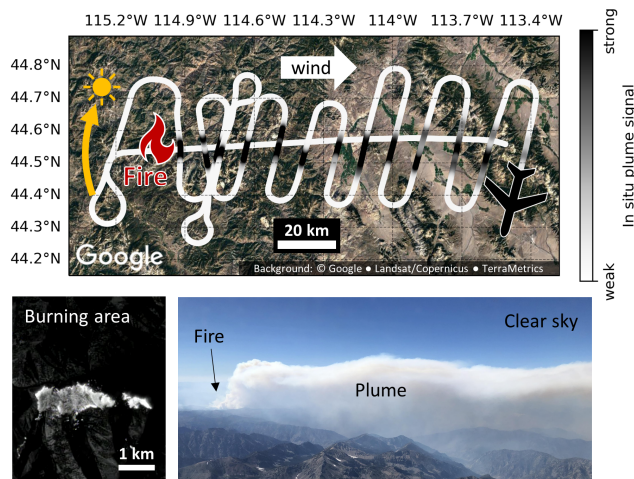 115.2°W 114.9°W 114.6°W 114.3°W 114°W 113.7°W 113.4°W
44.8°N
44.7°N
44.6°N
44.5°N
44.4°N
44.3°N
44.2°N
wind
Fire
20 km
Google
Background: © Google ● Landsat/Copernicus ● TerraMetrics
strong
In situ plume signal
weak
Burning area
1 km
Fire
Clear sky
Plume